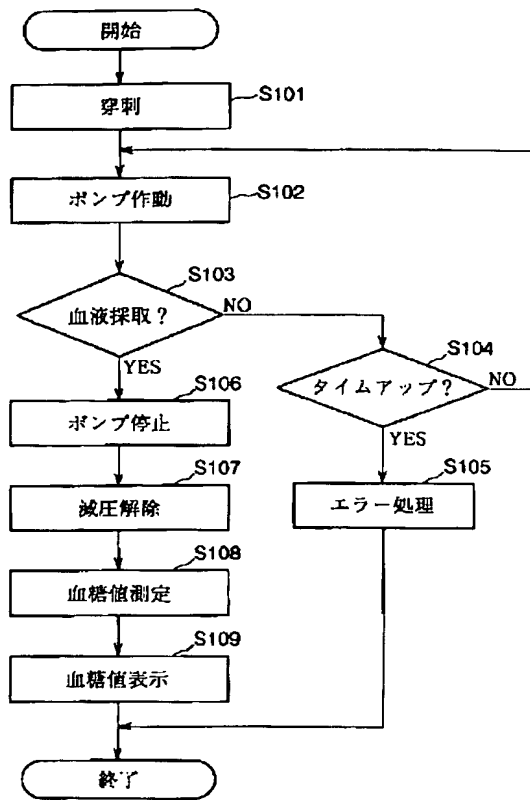 開始
穿刺
S101
ポンプ作動
S102
血液採取?
S103
NO
YES
タイムアップ?
S104
NO
YES
ポンプ停止
S106
エラー処理
S105
減圧解除
S107
血糖値測定
S108
血糖値表示
S109
終了